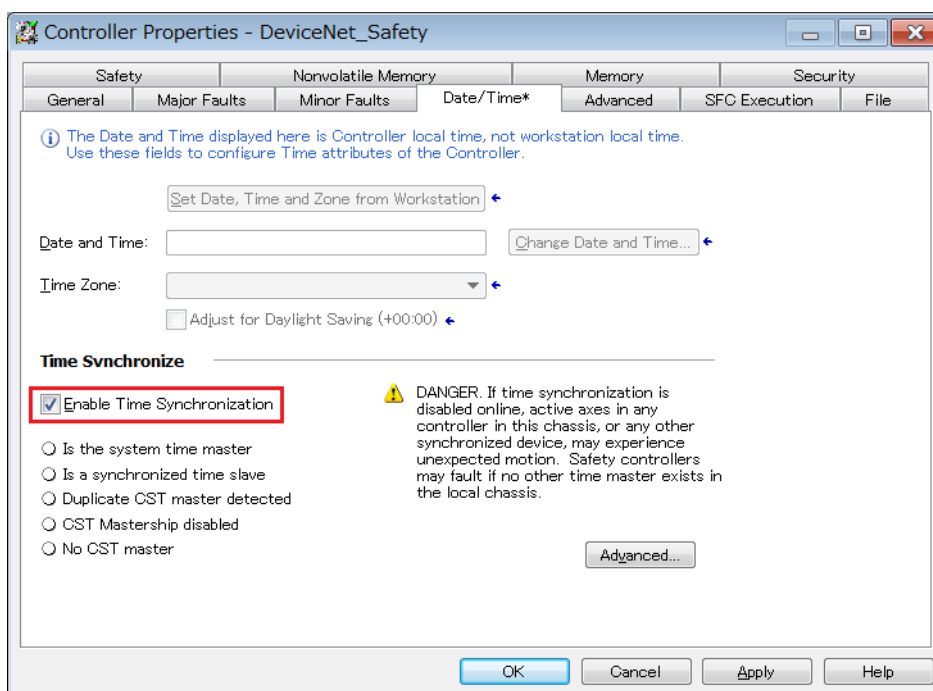 Controller Properties - DeviceNet_Safety
Safety Nonvolatile Memory Memory Security
General Major Faults Minor Faults Date/Time* Advanced SFC Execution File
The Date and Time displayed here is Controller local time, not workstation local time.
Use these fields to configure Time attributes of the Controller.
Set Date, Time and Zone from Workstation
Date and Time: Change Date and Time...
Time Zone:
Adjust for Daylight Saving (+00:00)
Time Synchronize
Enable Time Synchronization
Is the system time master
Is a synchronized time slave
Duplicate CST master detected
CST Mastership disabled
No CST master
DANGER. If time synchronization is
disabled online, active axes in any
controller in this chassis, or any other
synchronized device, may experience
unexpected motion. Safety controllers
may fault if no other time master exists in
the local chassis.
Advanced...
OK Cancel Apply Help